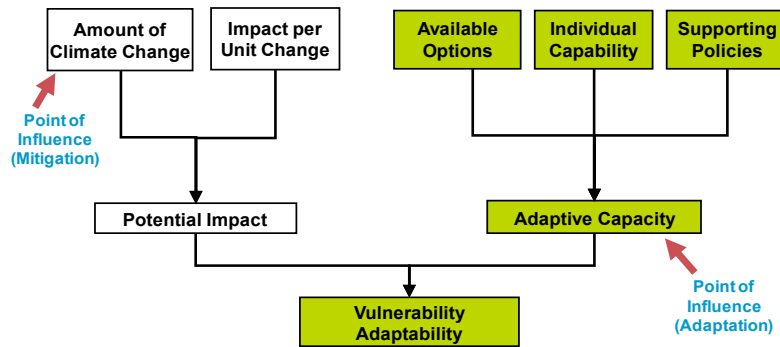 Amount of
Climate Change
Impact per
Unit Change
Available
Options
Individual
Capability
Supporting
Policies
Point of
Influence
(Mitigation)
Potential Impact
Adaptive Capacity
Point of
Influence
(Adaptation)
Vulnerability
Adaptability